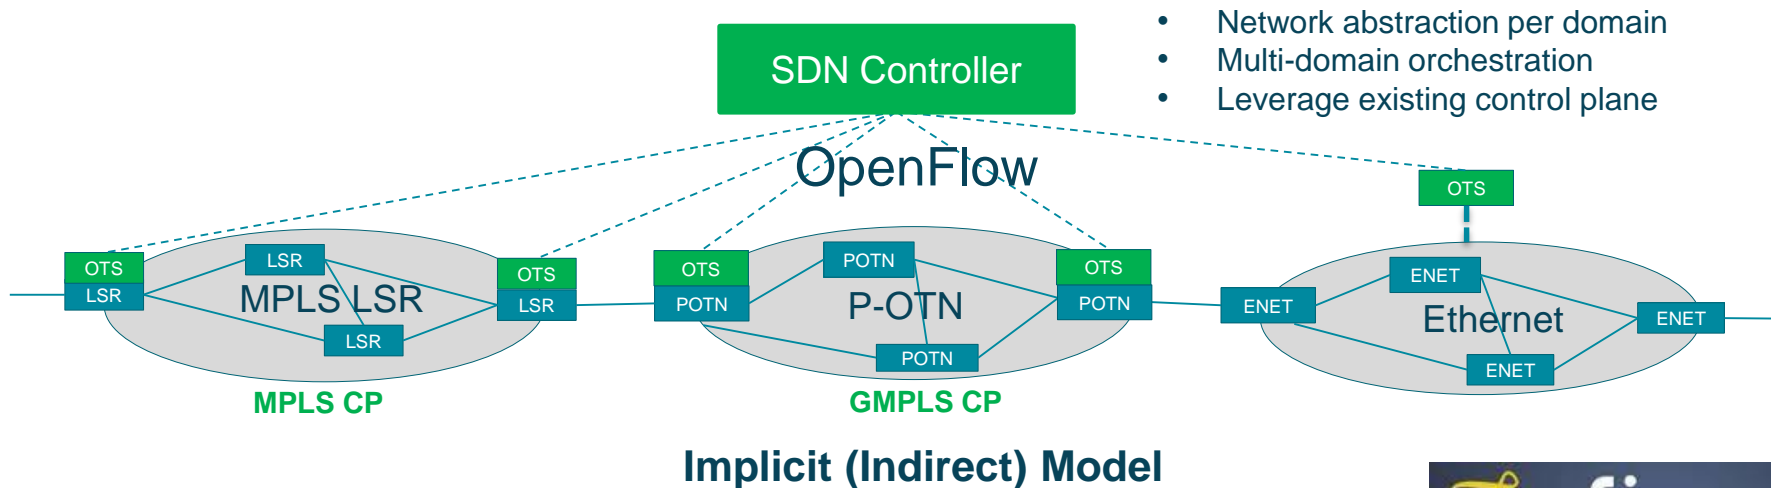 • Network abstraction per domain
• Multi-domain orchestration
• Leverage existing control plane
SDN Controller
OpenFlow
OTS
OTS
LSR
LSR
MPLS LSR
LSR
OTS
LSR
MPLS CP
OTS
POTN
POTN
P-OTN
POTN
OTS
POTN
GMPLS CP
ENET
ENET
Ethernet
ENET
ENET
Implicit (Indirect) Model